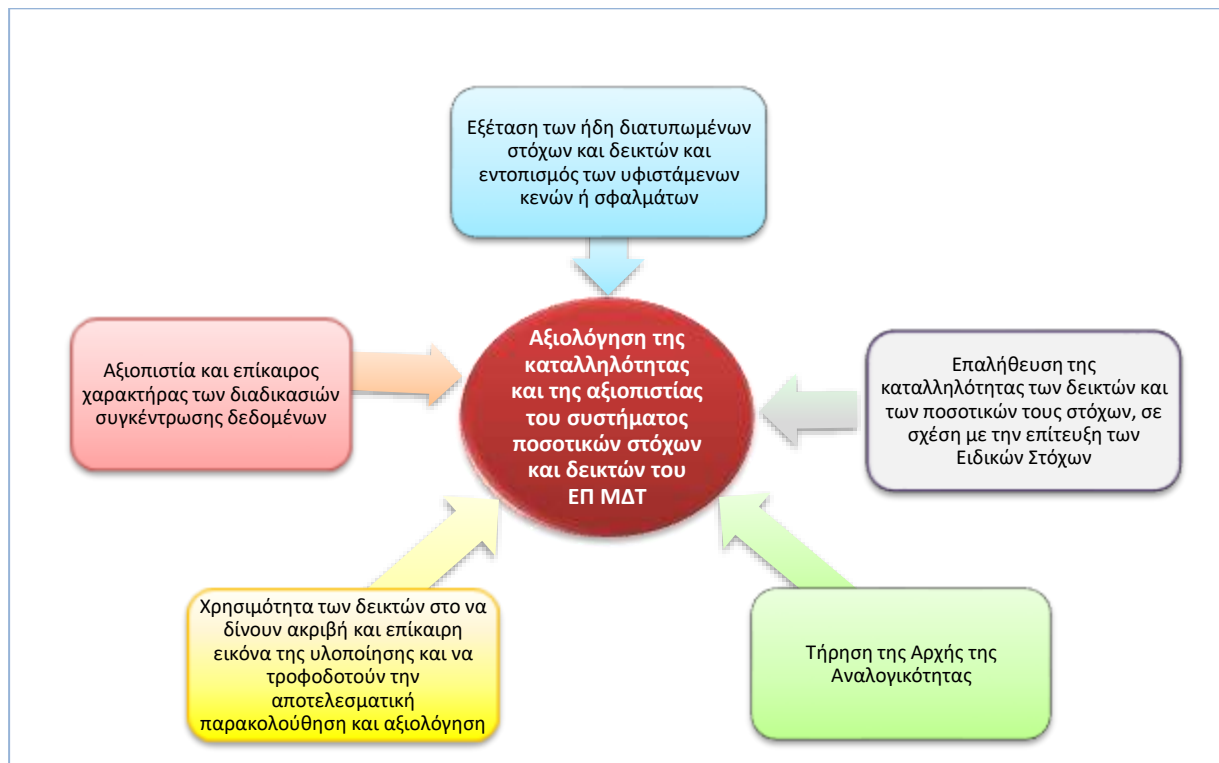 Εξέταση των ήδη διατυπωμένων
στόχων και δεικτών και
εντοπισμός των υφιστάμενων
κενών ή σφαλμάτων
Αξιοπιστία και επίκαιρος
χαρακτήρας των διαδικασιών
συγκέντρωσης δεδομένων
Αξιολόγηση της
καταλληλότητας
και της αξιοπιστίας
του συστήματος
ποσοτικών στόχων
και δεικτών του
ΕΠ ΜΔΤ
Επαλήθευση της
καταλληλότητας των δεικτών και
των ποσοτικών τους στόχων, σε
σχέση με την επίτευξη των
Ειδικών Στόχων
Χρησιμότητα των δεικτών στο να
δίνουν ακριβή και επίκαιρη
εικόνα της υλοποίησης και να
τροφοδοτούν την
αποτελεσματική
παρακολούθηση και αξιολόγηση
Τήρηση της Αρχής της
Αναλογικότητας